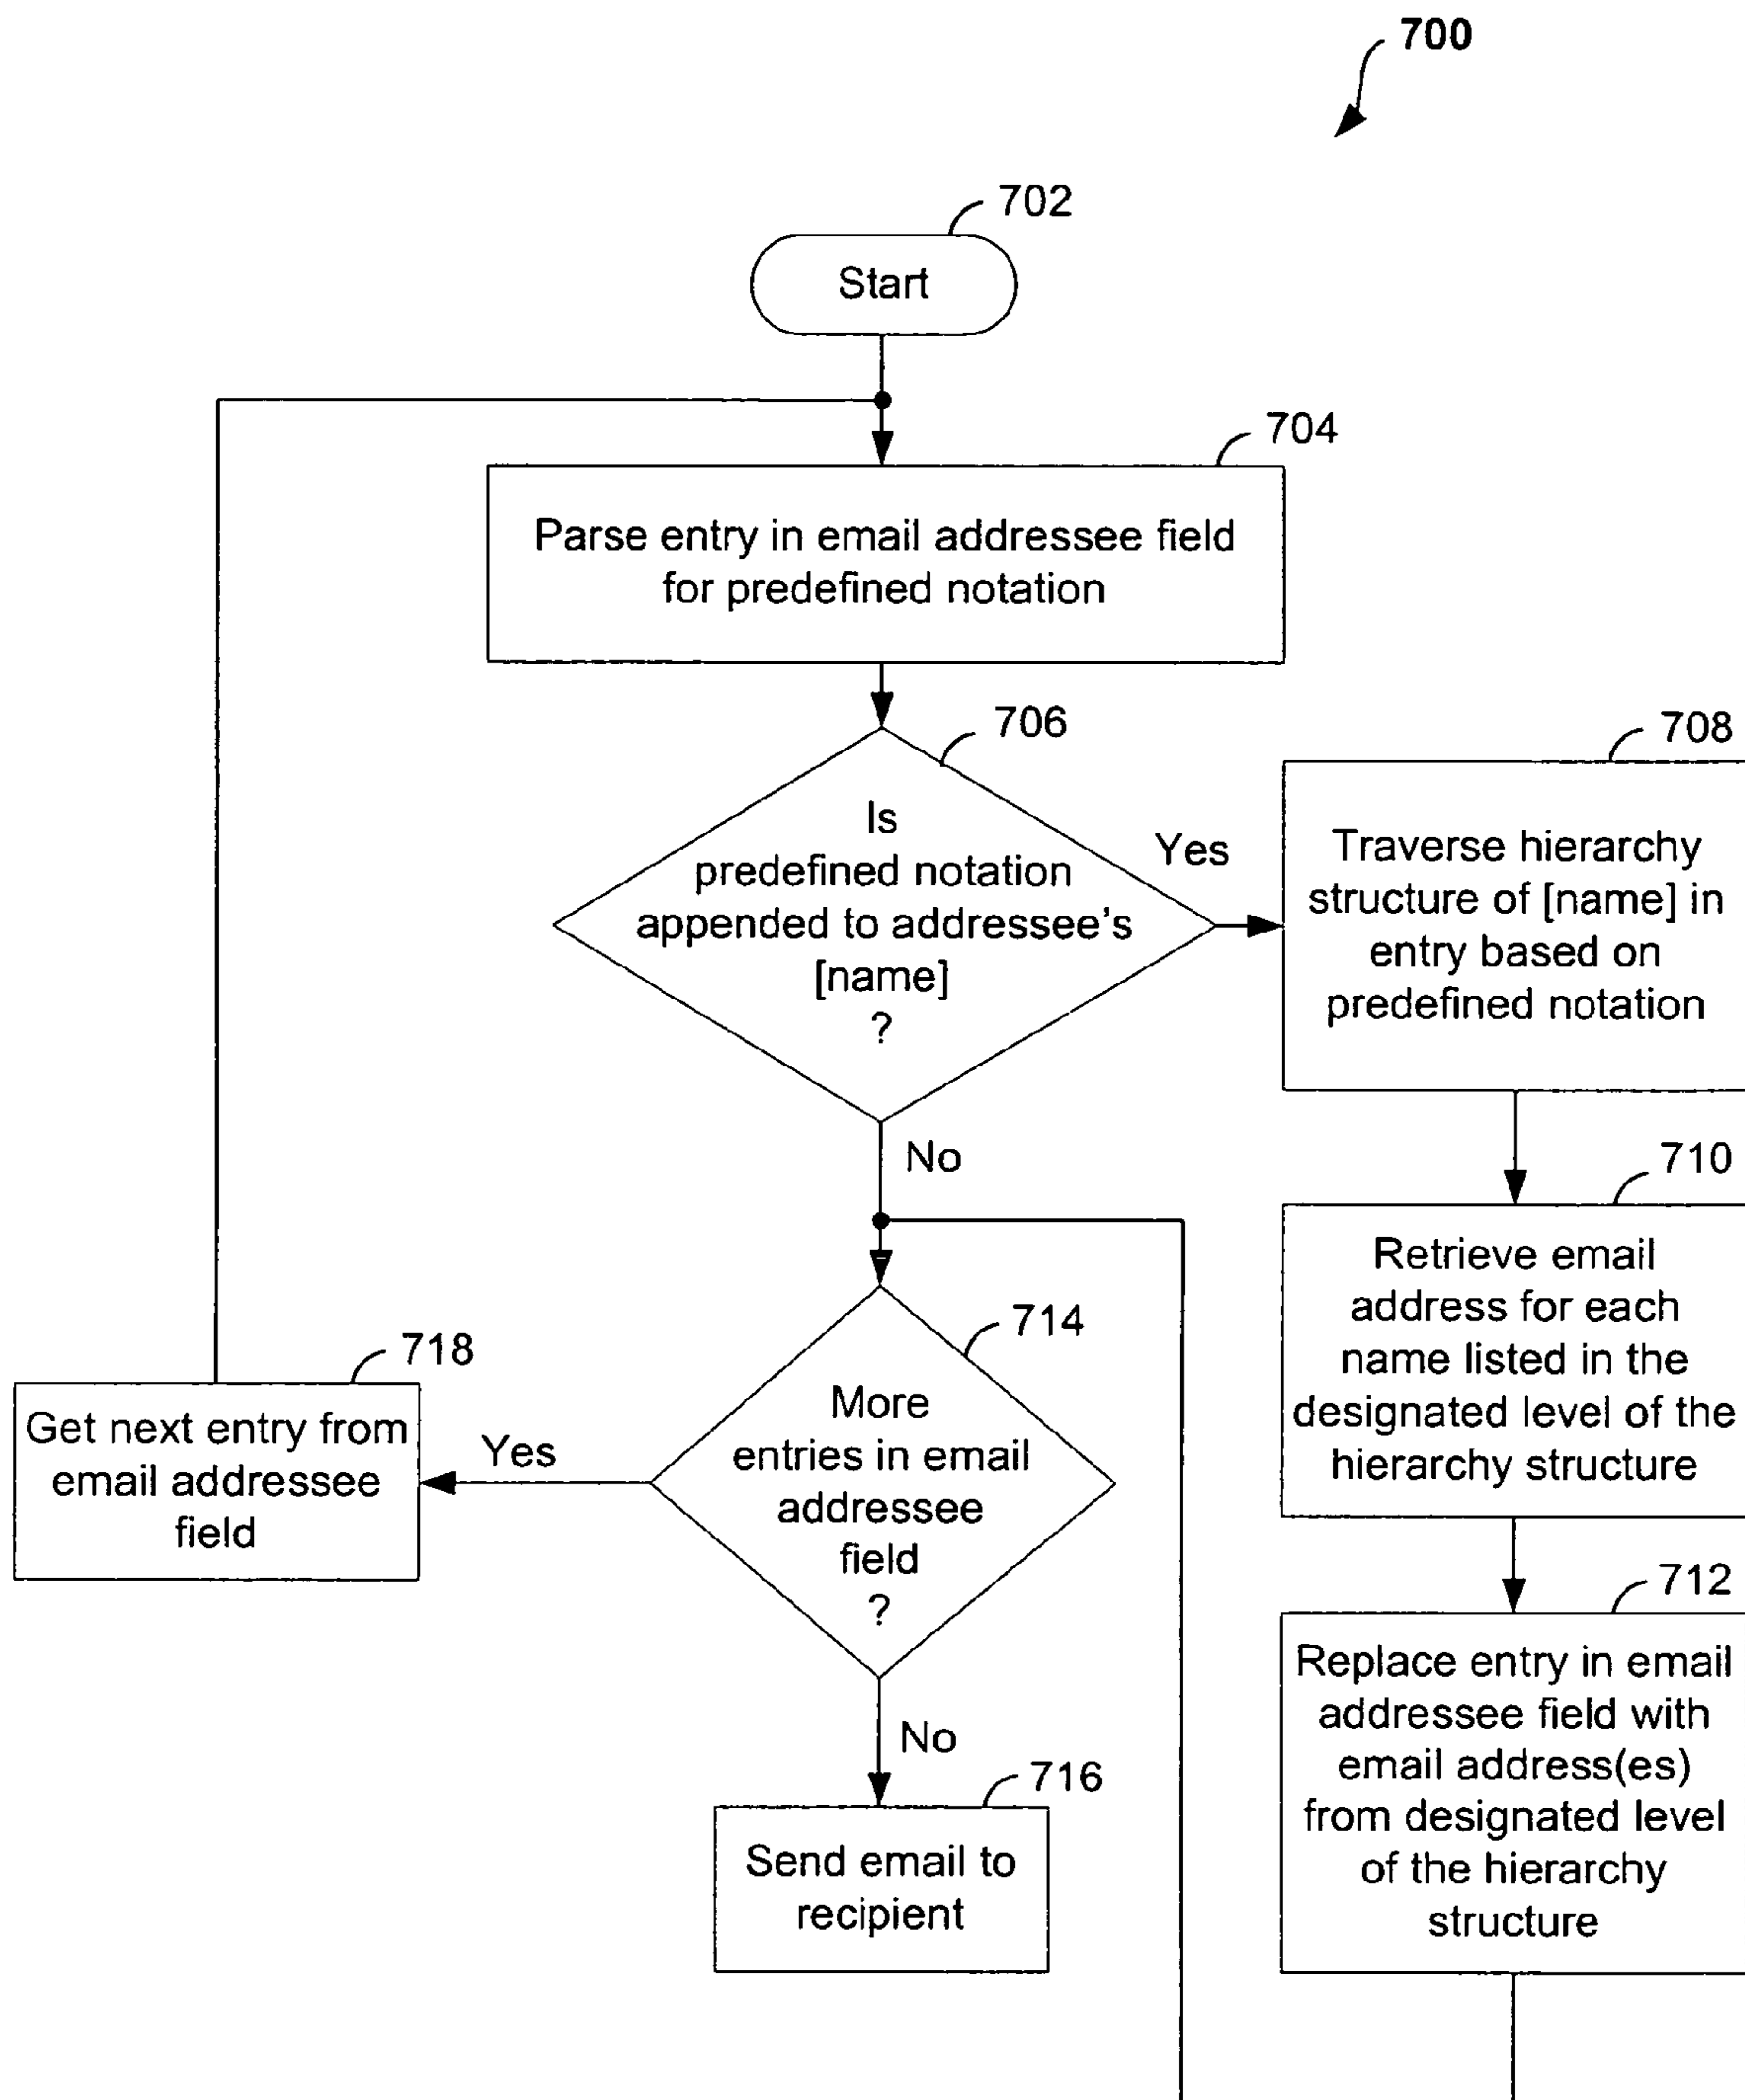 700
702
Start
704
Parse entry in email addressee field
for predefined notation
706
Is
predefined notation
appended to addressee's
[name]
?
Yes
708
Traverse hierarchy
structure of [name] in
entry based on
predefined notation
No
710
Retrieve email
address for each
name listed in the
designated level of the
hierarchy structure
714
More
entries in email
addressee
field
?
Yes
718
Get next entry from
email addressee
field
712
Replace entry in email
addressee field with
email address(es)
from designated level
of the hierarchy
structure
No
716
Send email to
recipient